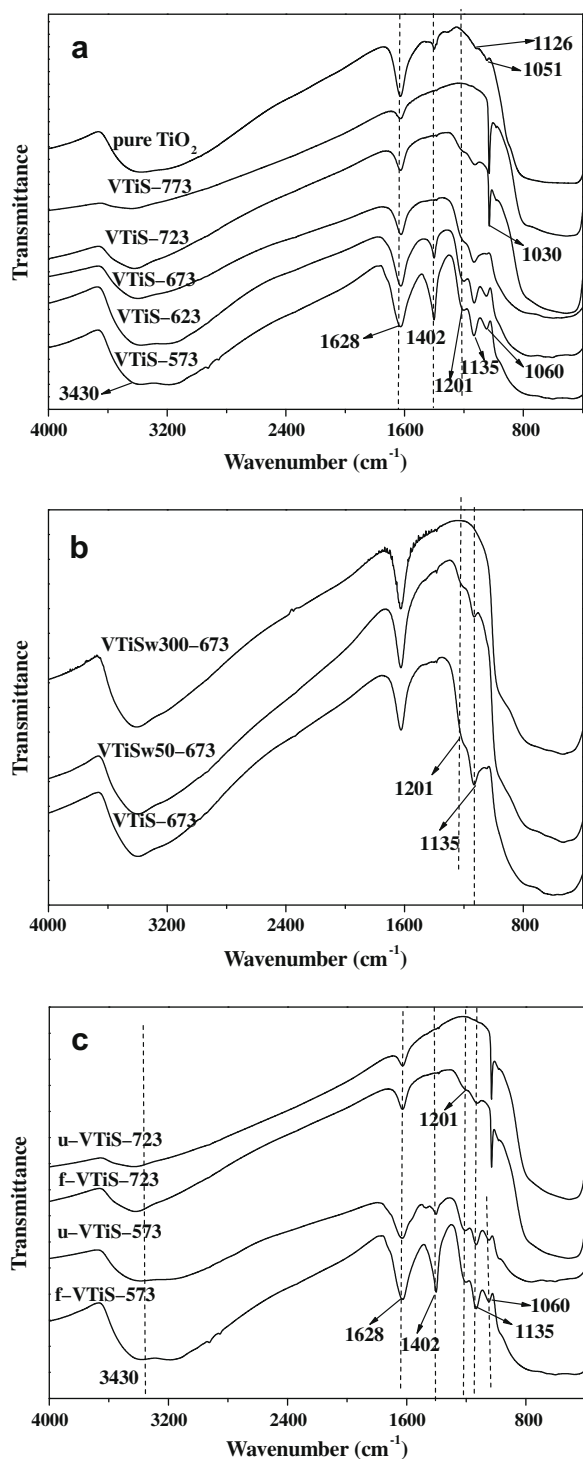 a
1126
1051
pure TiO₂
VTiS–773
VTiS–723
1030
VTiS–673
VTiS–623
VTiS–573
1628
1402
1135
1060
3430
1201
Transmittance
4000 3200 2400 1600 800
Wavenumber (cm⁻¹)
b
VTiSw300–673
VTiSw50–673
VTiS–673
1201
1135
Transmittance
4000 3200 2400 1600 800
Wavenumber (cm⁻¹)
c
1201
u–VTiS–723
f–VTiS–723
u–VTiS–573
f–VTiS–573
1060
1628
1402
1135
3430
Transmittance
4000 3200 2400 1600 800
Wavenumber (cm⁻¹)